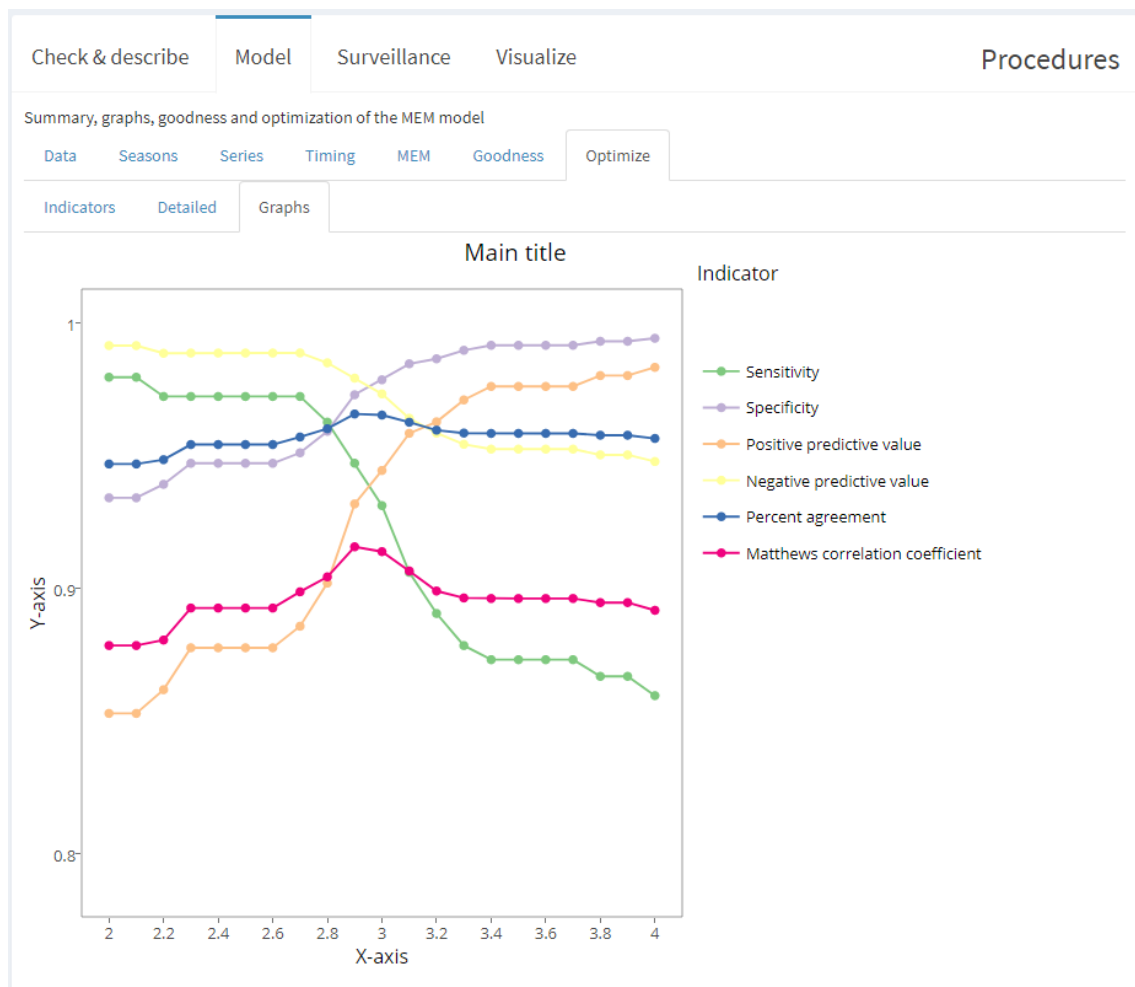 Check & describe Model Surveillance Visualize Procedures
Summary, graphs, goodness and optimization of the MEM model
Data Seasons Series Timing MEM Goodness Optimize
Indicators Detailed Graphs
Main title
Indicator
1
0.9
0.8
Y-axis
Sensitivity
Specificity
Positive predictive value
Negative predictive value
Percent agreement
Matthews correlation coefficient
2 2.2 2.4 2.6 2.8 3 3.2 3.4 3.6 3.8 4
X-axis